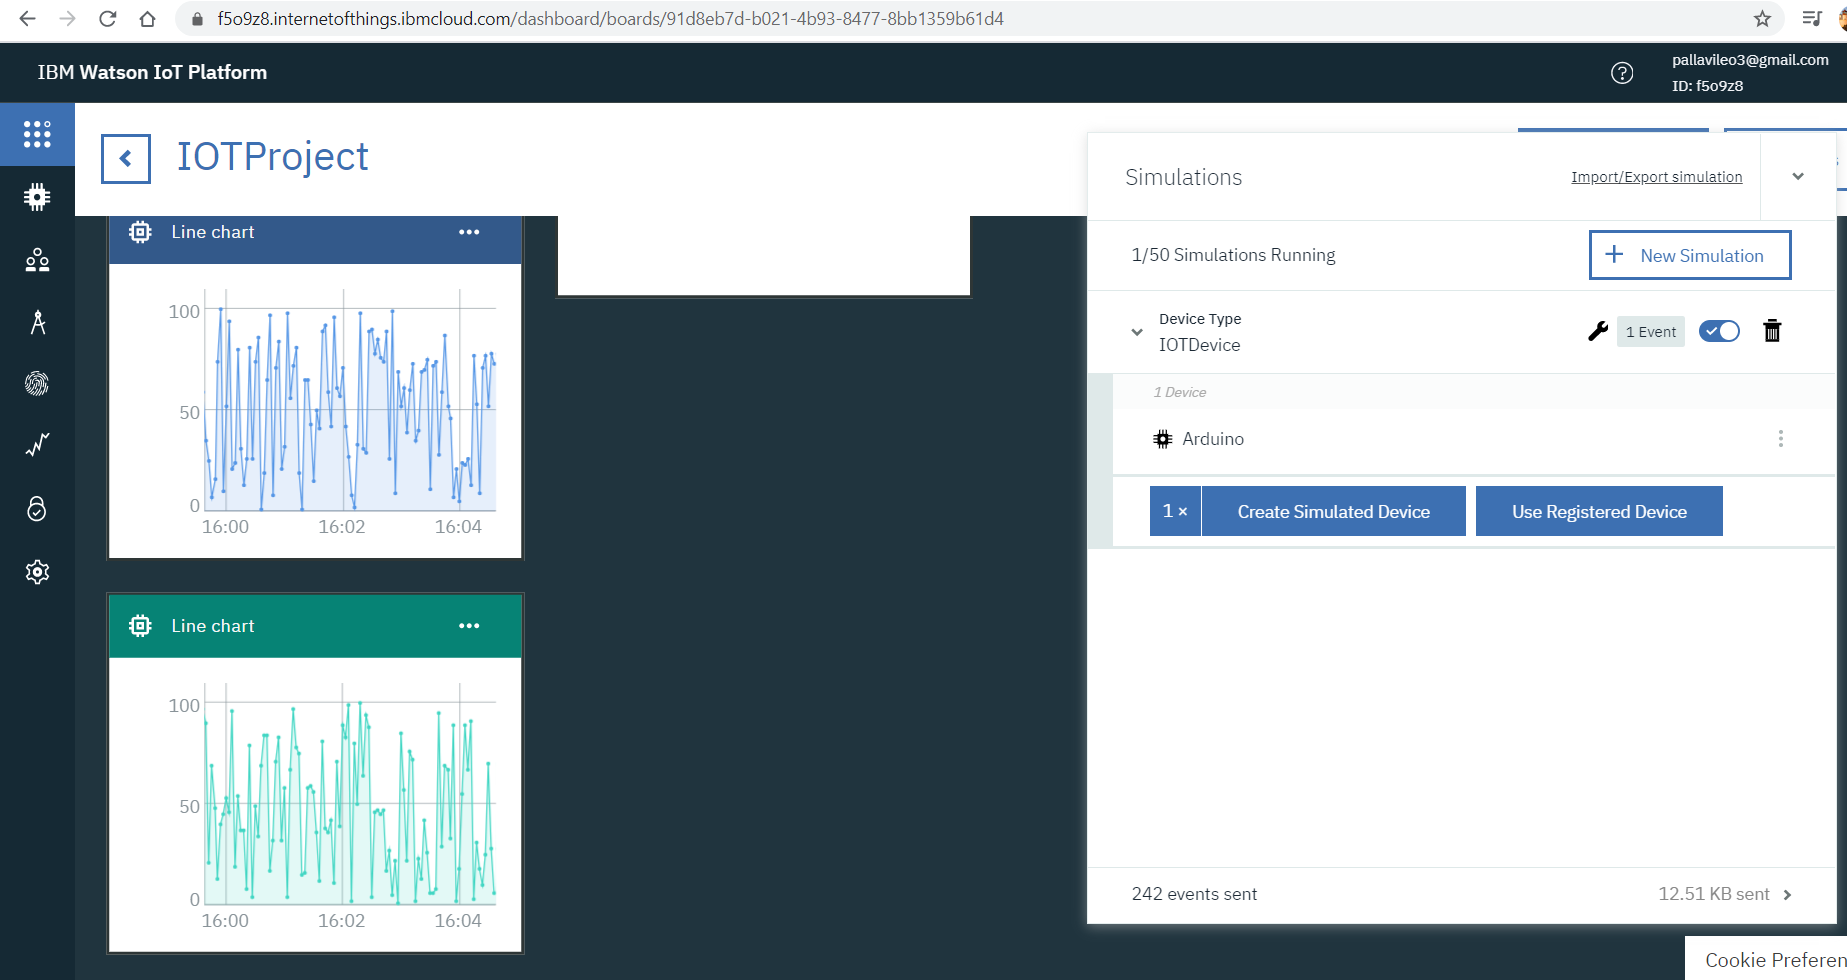 f5o9z8.internetofthings.ibmcloud.com/dashboard/boards/91d8eb7d-b021-4b93-8477-8bb1359b61d4
IBM Watson IoT Platform
pallavileo3@gmail.com
ID: f5o9z8
IOTProject
Line chart
100
50
0
16:00 16:02 16:04
Line chart
100
50
0
16:00 16:02 16:04
Simulations
Import/Export simulation
1/50 Simulations Running
New Simulation
Device Type
IOTDevice
1 Event
1 Device
Arduino
1 ×
Create Simulated Device
Use Registered Device
242 events sent
12.51 KB sent
Cookie Preferen